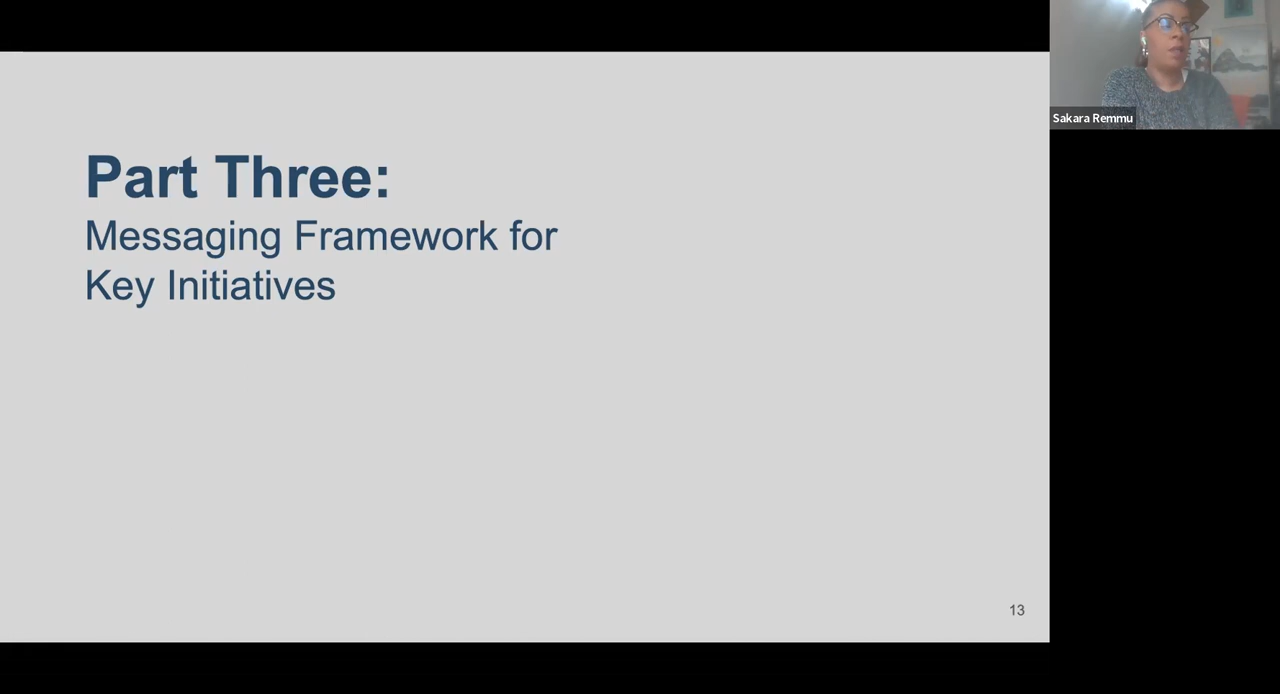 Part Three:
Messaging Framework for
Key Initiatives
13
Sakara Remmu